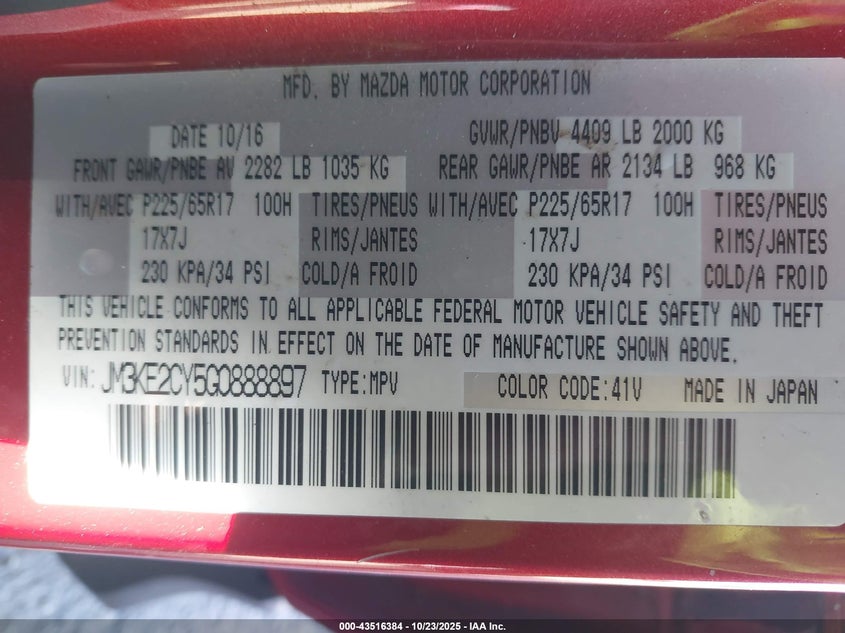 MFD. BY MAZDA MOTOR CORPORATION
DATE 10/16 GVWR/PNBV 4409 LB 2000 KG
FRONT GAWR/PNBE AV 2282 LB 1035 KG REAR GAWR/PNBE AR 2134 LB 968 KG
WITH/AVEC P225/65R17 100H TIRES/PNEUS WITH/AVEC P225/65R17 100H TIRES/PNEUS
17X7J RIMS/JANTES 17X7J RIMS/JANTES
230 KPA/34 PSI COLD/A FROID 230 KPA/34 PSI COLD/A FROID
THIS VEHICLE CONFORMS TO ALL APPLICABLE FEDERAL MOTOR VEHICLE SAFETY AND THEFT
PREVENTION STANDARDS IN EFFECT ON THE DATE OF MANUFACTURE SHOWN ABOVE.
VIN: JM3KE2CY5G0888897 TYPE:MPV COLOR CODE:41V MADE IN JAPAN
000-43516384 - 10/23/2025 - IAA Inc.